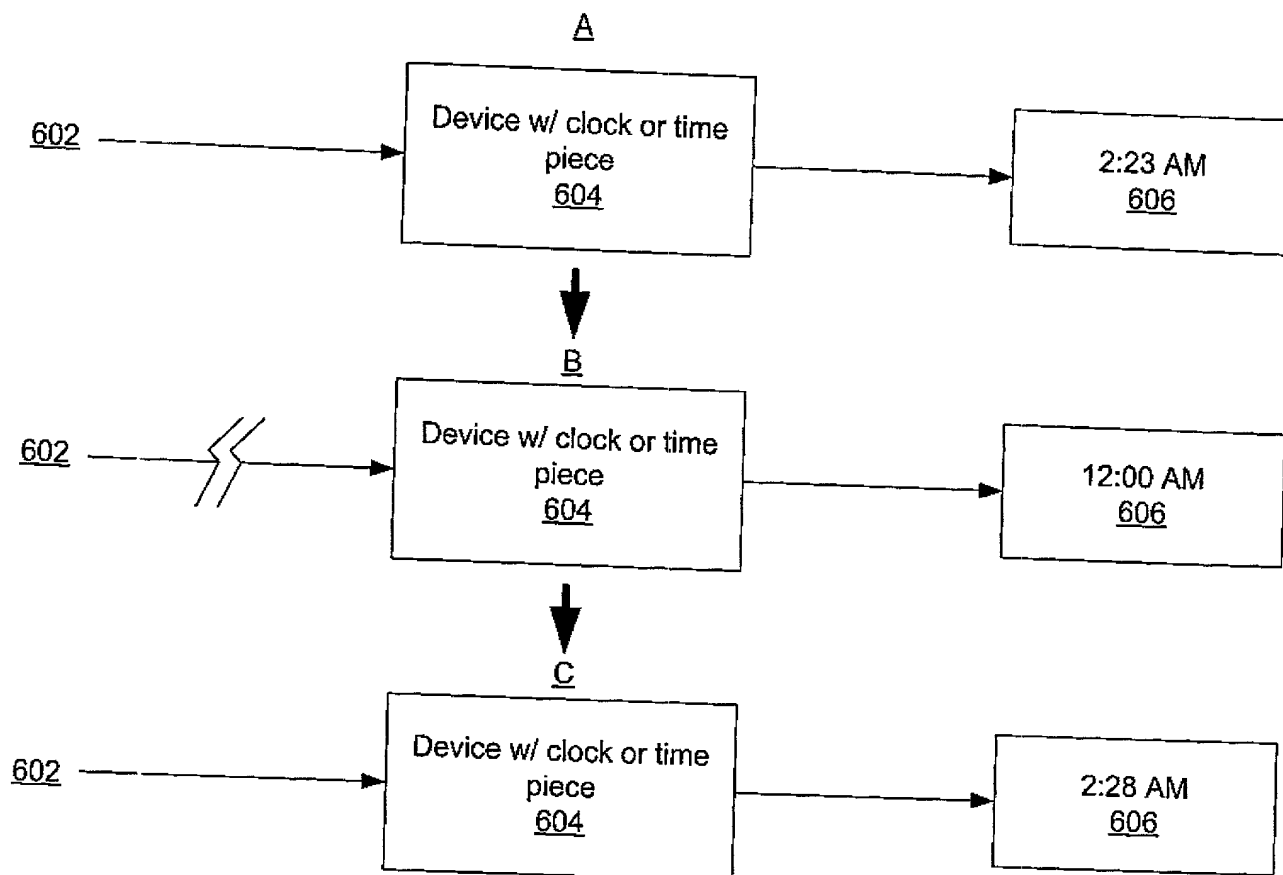 A
602
Device w/ clock or time
piece
604
2:23 AM
606
B
602
Device w/ clock or time
piece
604
12:00 AM
606
C
602
Device w/ clock or time
piece
604
2:28 AM
606